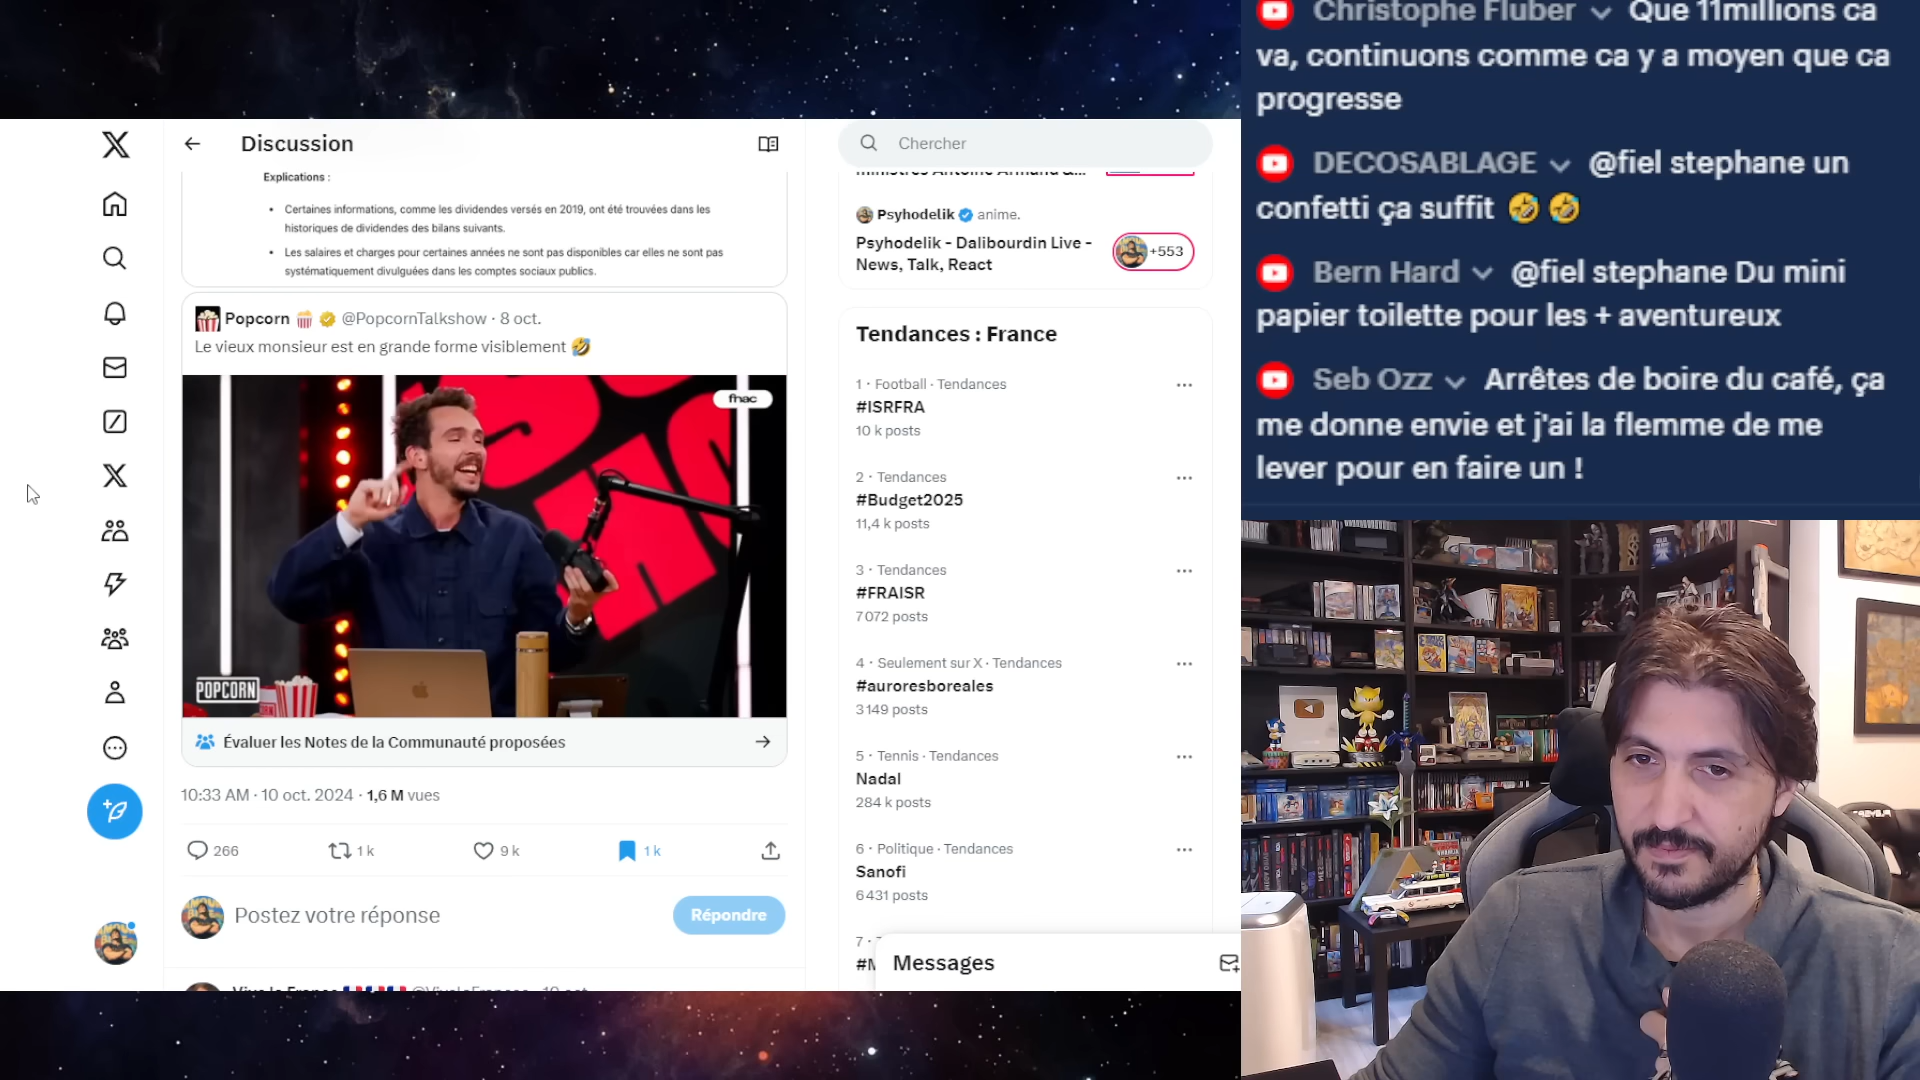 Discussion
Explications :
• Certaines informations, comme les dividendes versés en 2019, ont été trouvées dans les
historiques de dividendes des bilans suivants.
• Les salaires et charges pour certaines années ne sont pas disponibles car elles ne sont pas
systématiquement divulguées dans les comptes sociaux publics.
Popcorn 🍿 @PopcornTalkshow · 8 oct.
Le vieux monsieur est en grande forme visiblement 🤣
fnac
POPCORN
Évaluer les Notes de la Communauté proposées
10:33 AM · 10 oct. 2024 · 1,6 M vues
266
1 k
9 k
1 k
Postez votre réponse
Répondre
Chercher
Psyhodelik anime.
Psyhodelik - Dalibourdin Live -
News, Talk, React
+553
Tendances : France
1 · Football · Tendances
#ISRFRA
10 k posts
2 · Tendances
#Budget2025
11,4 k posts
3 · Tendances
#FRAISR
7 072 posts
4 · Seulement sur X · Tendances
#auroresboreales
3 149 posts
5 · Tennis · Tendances
Nadal
284 k posts
6 · Politique · Tendances
Sanofi
6 431 posts
7 ·
Messages
Christophe Fluber Que 11millions ca
va, continuons comme ca y a moyen que ca
progresse
DECOSABLAGE @fiel stephane un
confetti ça suffit 🤣 🤣
Bern Hard @fiel stephane Du mini
papier toilette pour les + aventureux
Seb Ozz Arrêtes de boire du café, ça
me donne envie et j'ai la flemme de me
lever pour en faire un !